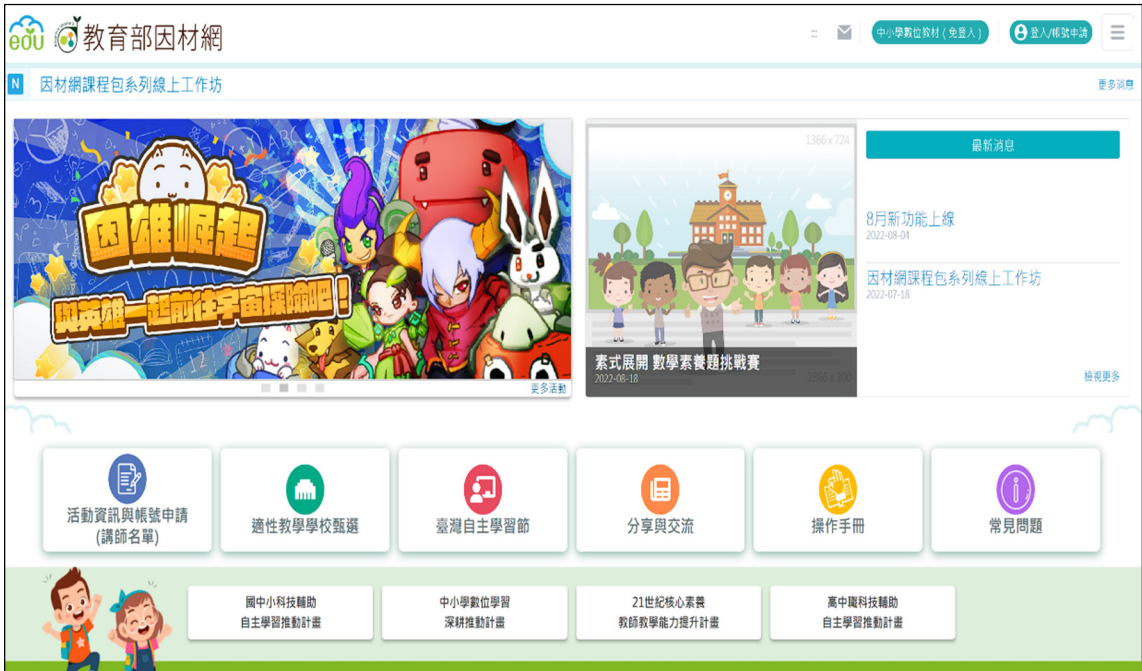 edu 教育部因材網
中小學數位教材(免登入)
登入/帳號申請
N 因材網課程包系列線上工作坊
更多消息
因雄崛起
與英雄一起前往宇宙探險吧!
更多活動
1366 x 724
素式展開 數學素養題挑戰賽
2022-08-18
1366 x 300
最新消息
8月新功能上線
2022-08-04
因材網課程包系列線上工作坊
2022-07-18
檢視更多
活動資訊與帳號申請
(講師名單)
適性教學學校甄選
臺灣自主學習節
分享與交流
操作手冊
常見問題
國中小科技輔助
自主學習推動計畫
中小學數位學習
深耕推動計畫
21世紀核心素養
教師教學能力提升計畫
高中職科技輔助
自主學習推動計畫